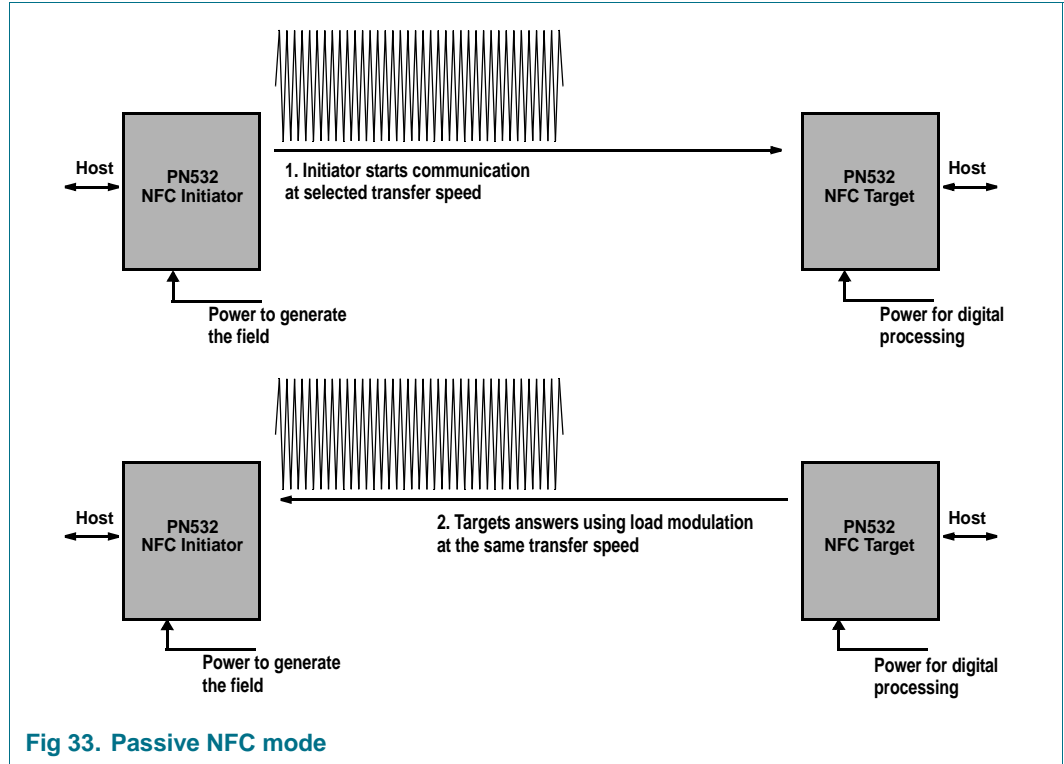 Host
PN532
NFC Initiator
1. Initiator starts communication
at selected transfer speed
PN532
NFC Target
Host
Power to generate
the field
Power for digital
processing
Host
PN532
NFC Initiator
2. Targets answers using load modulation
at the same transfer speed
PN532
NFC Target
Host
Power to generate
the field
Power for digital
processing
Fig 33. Passive NFC mode